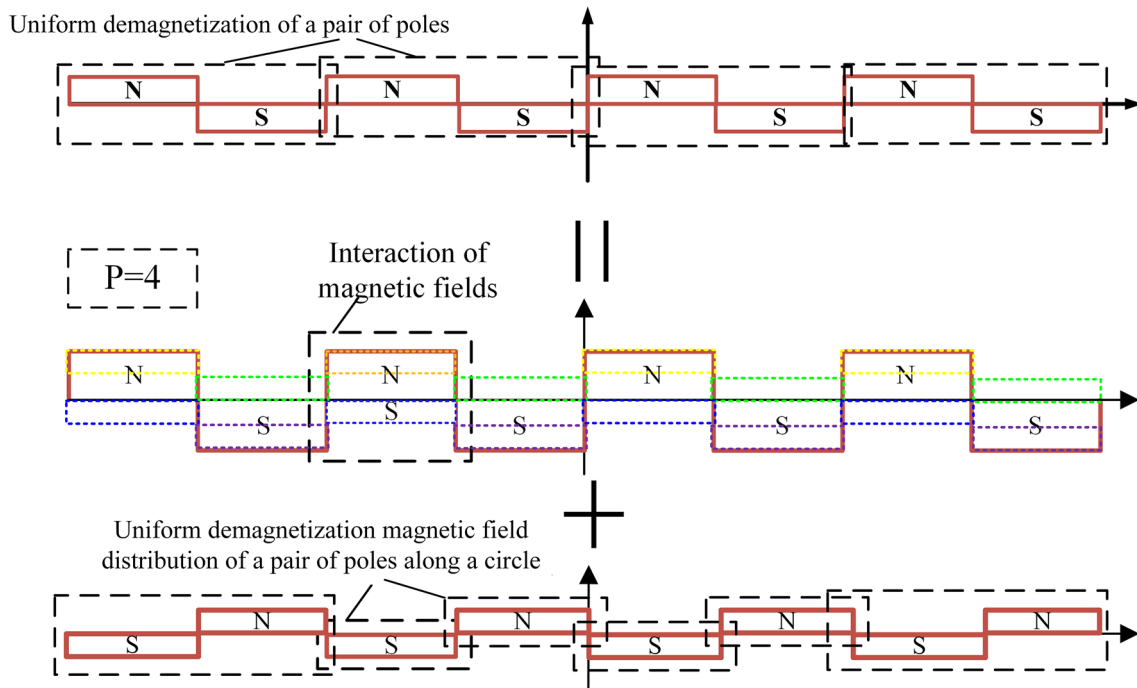 Uniform demagnetization of a pair of poles
N N N N
S S S S
P=4
Interaction of
magnetic fields
N N N N
S S S S S
Uniform demagnetization magnetic field
distribution of a pair of poles along a circle
N N N N
S S S S